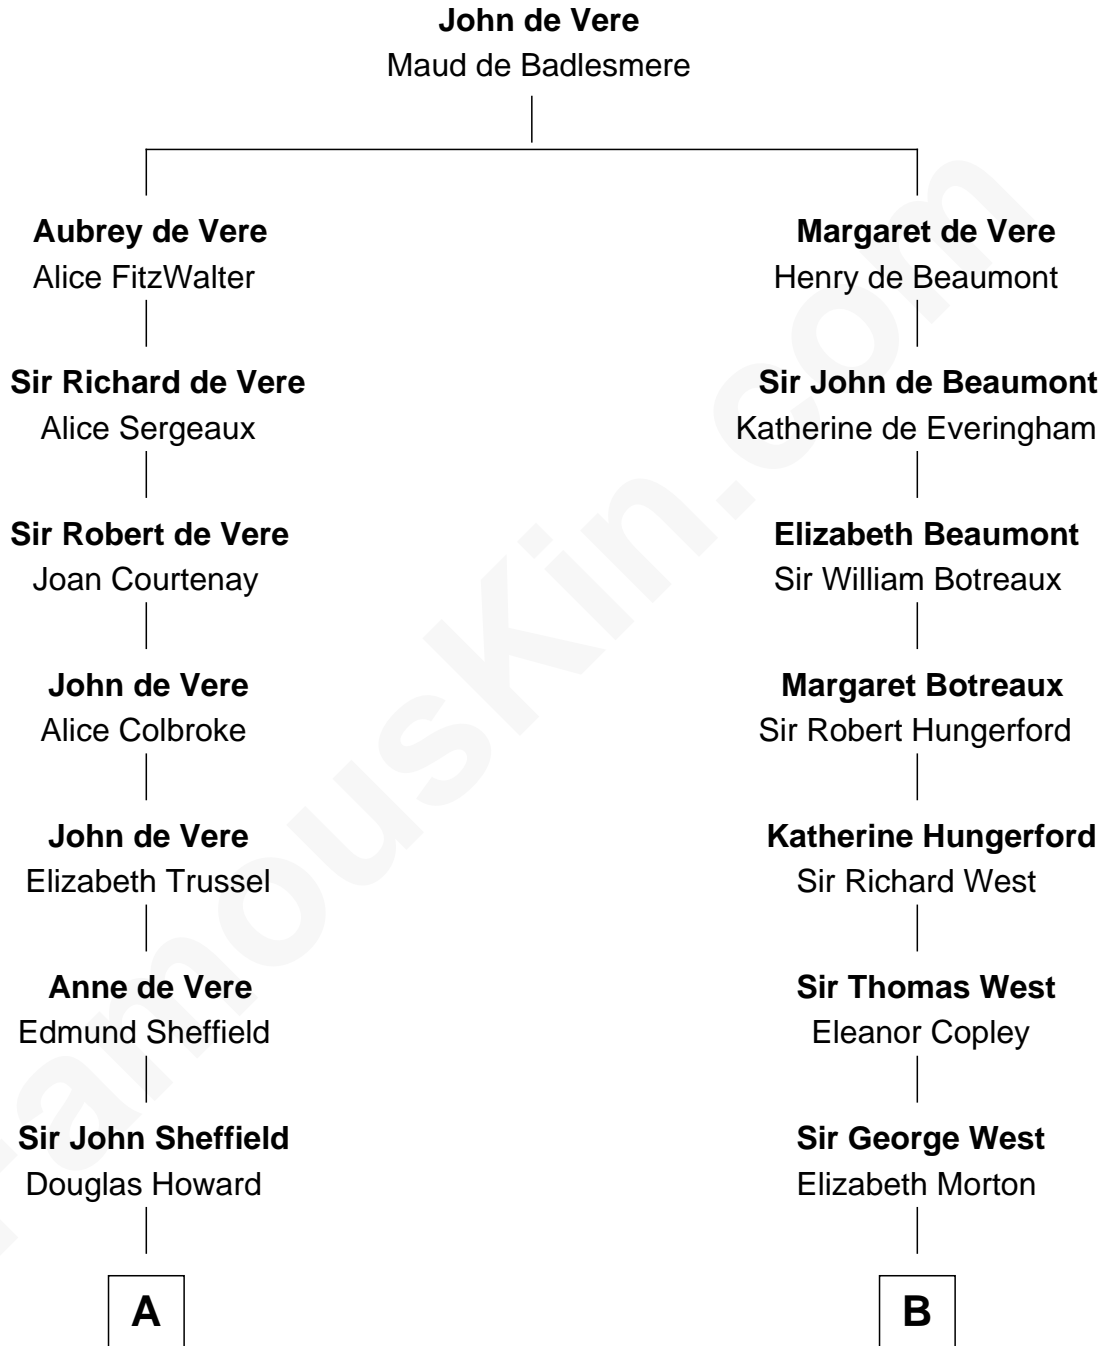 John de Vere
Maud de Badlesmere
Aubrey de Vere
Alice FitzWalter
Margaret de Vere
Henry de Beaumont
Sir Richard de Vere
Alice Sergeaux
Sir John de Beaumont
Katherine de Everingham
Sir Robert de Vere
Joan Courtenay
Elizabeth Beaumont
Sir William Botreaux
John de Vere
Alice Colbroke
Margaret Botreaux
Sir Robert Hungerford
John de Vere
Elizabeth Trussel
Katherine Hungerford
Sir Richard West
Anne de Vere
Edmund Sheffield
Sir Thomas West
Eleanor Copley
Sir John Sheffield
Douglas Howard
Sir George West
Elizabeth Morton
A
B
FamousKin.com